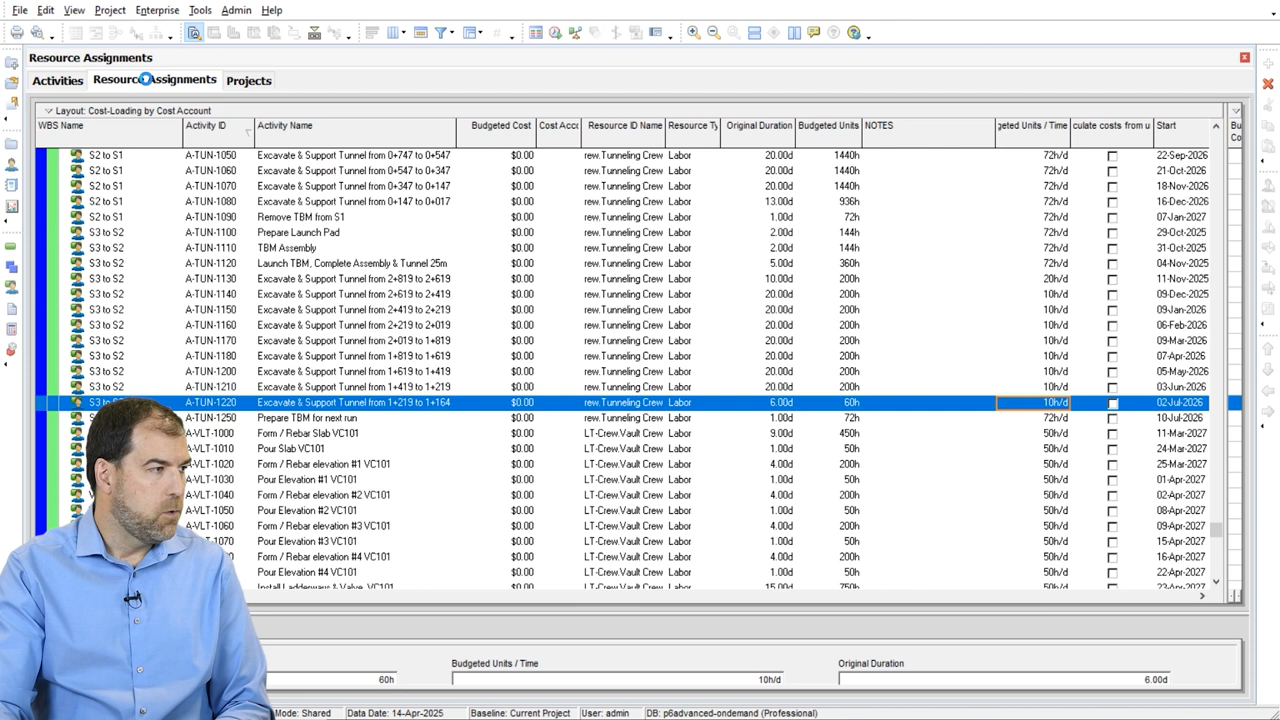 File Edit View Project Enterprise Tools Admin Help
Resource Assignments
Activities Resource Assignments Projects
Layout: Cost-Loading by Cost Account
WBS Name Activity ID Activity Name Budgeted Cost Cost Acc Resource ID Name Resource Ty Original Duration Budgeted Units NOTES geted Units / Time culate costs from u Start Bu Co
S2 to S1 A-TUN-1050 Excavate & Support Tunnel from 0+747 to 0+547 $0.00 rew.Tunneling Crew Labor 20.00d 1440h 72h/d 22-Sep-2026
S2 to S1 A-TUN-1060 Excavate & Support Tunnel from 0+547 to 0+347 $0.00 rew.Tunneling Crew Labor 20.00d 1440h 72h/d 21-Oct-2026
S2 to S1 A-TUN-1070 Excavate & Support Tunnel from 0+347 to 0+147 $0.00 rew.Tunneling Crew Labor 20.00d 1440h 72h/d 18-Nov-2026
S2 to S1 A-TUN-1080 Excavate & Support Tunnel from 0+147 to 0+017 $0.00 rew.Tunneling Crew Labor 13.00d 936h 72h/d 16-Dec-2026
S2 to S1 A-TUN-1090 Remove TBM from S1 $0.00 rew.Tunneling Crew Labor 1.00d 72h 72h/d 07-Jan-2027
S3 to S2 A-TUN-1100 Prepare Launch Pad $0.00 rew.Tunneling Crew Labor 2.00d 144h 72h/d 29-Oct-2025
S3 to S2 A-TUN-1110 TBM Assembly $0.00 rew.Tunneling Crew Labor 2.00d 144h 72h/d 31-Oct-2025
S3 to S2 A-TUN-1120 Launch TBM, Complete Assembly & Tunnel 25m $0.00 rew.Tunneling Crew Labor 5.00d 360h 72h/d 04-Nov-2025
S3 to S2 A-TUN-1130 Excavate & Support Tunnel from 2+819 to 2+619 $0.00 rew.Tunneling Crew Labor 10.00d 200h 20h/d 11-Nov-2025
S3 to S2 A-TUN-1140 Excavate & Support Tunnel from 2+619 to 2+419 $0.00 rew.Tunneling Crew Labor 20.00d 200h 10h/d 09-Dec-2025
S3 to S2 A-TUN-1150 Excavate & Support Tunnel from 2+419 to 2+219 $0.00 rew.Tunneling Crew Labor 20.00d 200h 10h/d 09-Jan-2026
S3 to S2 A-TUN-1160 Excavate & Support Tunnel from 2+219 to 2+019 $0.00 rew.Tunneling Crew Labor 20.00d 200h 10h/d 06-Feb-2026
S3 to S2 A-TUN-1170 Excavate & Support Tunnel from 2+019 to 1+819 $0.00 rew.Tunneling Crew Labor 20.00d 200h 10h/d 09-Mar-2026
S3 to S2 A-TUN-1180 Excavate & Support Tunnel from 1+819 to 1+619 $0.00 rew.Tunneling Crew Labor 20.00d 200h 10h/d 07-Apr-2026
S3 to S2 A-TUN-1200 Excavate & Support Tunnel from 1+619 to 1+419 $0.00 rew.Tunneling Crew Labor 20.00d 200h 10h/d 05-May-2026
S3 to S2 A-TUN-1210 Excavate & Support Tunnel from 1+419 to 1+219 $0.00 rew.Tunneling Crew Labor 20.00d 200h 10h/d 03-Jun-2026
S3 to A-TUN-1220 Excavate & Support Tunnel from 1+219 to 1+164 $0.00 rew.Tunneling Crew Labor 6.00d 60h 10h/d 02-Jul-2026
A-TUN-1250 Prepare TBM for next run $0.00 rew.Tunneling Crew Labor 1.00d 72h 72h/d 10-Jul-2026
A-VLT-1000 Form / Rebar Slab VC101 $0.00 LT-Crew.Vault Crew Labor 9.00d 450h 50h/d 11-Mar-2027
A-VLT-1010 Pour Slab VC101 $0.00 LT-Crew.Vault Crew Labor 1.00d 50h 50h/d 24-Mar-2027
A-VLT-1020 Form / Rebar elevation #1 VC101 $0.00 LT-Crew.Vault Crew Labor 4.00d 200h 50h/d 25-Mar-2027
A-VLT-1030 Pour Elevation #1 VC101 $0.00 LT-Crew.Vault Crew Labor 1.00d 50h 50h/d 01-Apr-2027
A-VLT-1040 Form / Rebar elevation #2 VC101 $0.00 LT-Crew.Vault Crew Labor 4.00d 200h 50h/d 02-Apr-2027
A-VLT-1050 Pour Elevation #2 VC101 $0.00 LT-Crew.Vault Crew Labor 1.00d 50h 50h/d 08-Apr-2027
A-VLT-1060 Form / Rebar elevation #3 VC101 $0.00 LT-Crew.Vault Crew Labor 4.00d 200h 50h/d 09-Apr-2027
-VLT-1070 Pour Elevation #3 VC101 $0.00 LT-Crew.Vault Crew Labor 1.00d 50h 50h/d 15-Apr-2027
Form / Rebar elevation #4 VC101 $0.00 LT-Crew.Vault Crew Labor 4.00d 200h 50h/d 16-Apr-2027
Pour Elevation #4 VC101 $0.00 LT-Crew.Vault Crew Labor 1.00d 50h 50h/d 22-Apr-2027
Install Ladderways & Valve, VC101 $0.00 LT-Crew.Vault Crew Labor 15.00d 750h 50h/d 23-Apr-2027
Budgeted Units / Time Original Duration
60h 10h/d 6.00d
Mode: Shared Data Date: 14-Apr-2025 Baseline: Current Project User: admin DB: p6advanced-ondemand (Professional)